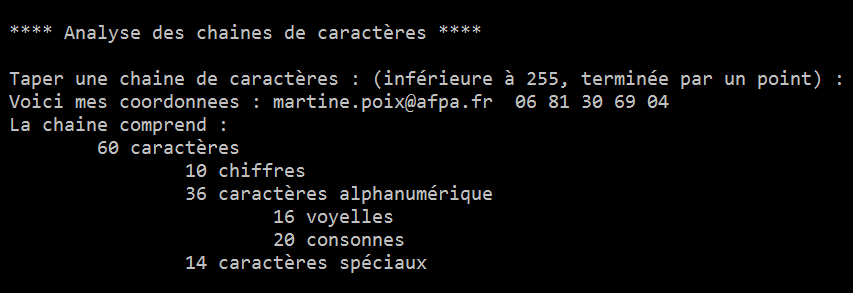 **** Analyse des chaines de caractères ****
Taper une chaine de caractères : (inférieure à 255, terminée par un point) :
Voici mes coordonnees : martine.poix@afpa.fr  06 81 30 69 04
La chaine comprend :
60 caractères
10 chiffres
36 caractères alphanumérique
16 voyelles
20 consonnes
14 caractères spéciaux